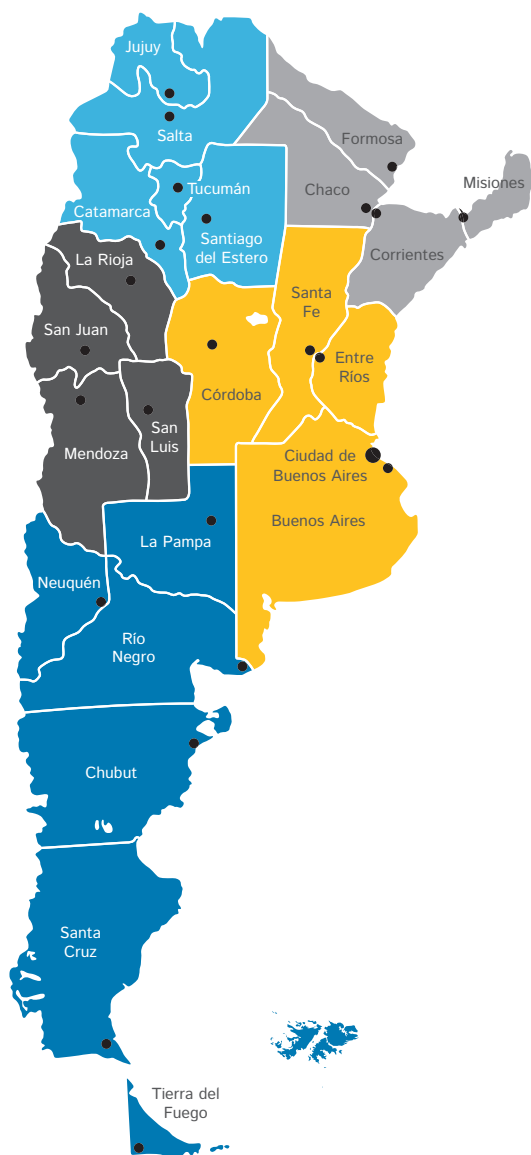 Jujuy
Salta
Formosa
Chaco
Misiones
Tucumán
Catamarca
Santiago
del Estero
Corrientes
La Rioja
San Juan
Santa
Fe
Entre
Ríos
Córdoba
San
Luis
Mendoza
Ciudad de
Buenos Aires
Buenos Aires
La Pampa
Neuquén
Río
Negro
Chubut
Santa
Cruz
Tierra del
Fuego